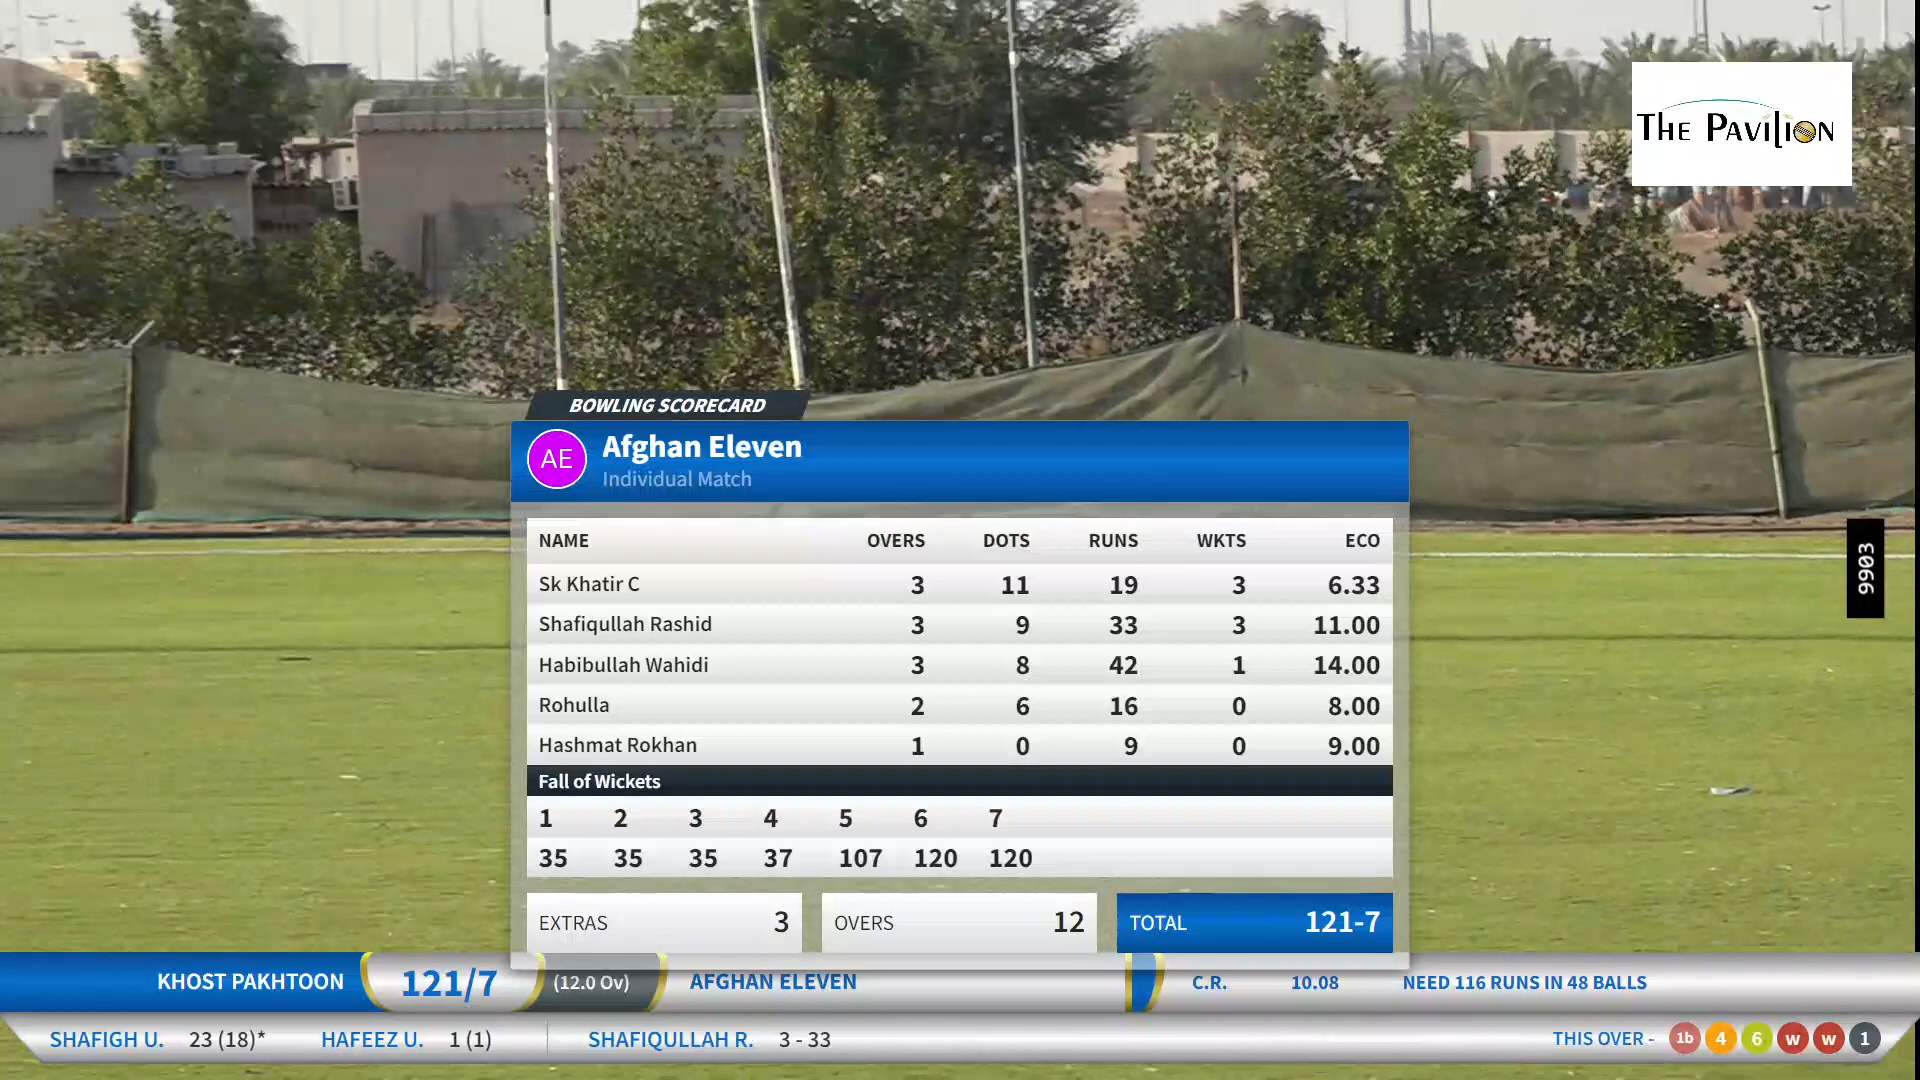 THE PAVILION
BOWLING SCORECARD
AE
Afghan Eleven
Individual Match
NAME OVERS DOTS RUNS WKTS ECO
Sk Khatir C 3 11 19 3 6.33
Shafiqullah Rashid 3 9 33 3 11.00
Habibullah Wahidi 3 8 42 1 14.00
Rohulla 2 6 16 0 8.00
Hashmat Rokhan 1 0 9 0 9.00
Fall of Wickets
1 2 3 4 5 6 7
35 35 35 37 107 120 120
EXTRAS 3 OVERS 12 TOTAL 121-7
KHOST PAKHTOON 121/7 (12.0 Ov) AFGHAN ELEVEN C.R. 10.08 NEED 116 RUNS IN 48 BALLS
SHAFIGH U. 23 (18)* HAFEEZ U. 1 (1) SHAFIQULLAH R. 3 - 33 THIS OVER - 1b 4 6 w w 1
9903